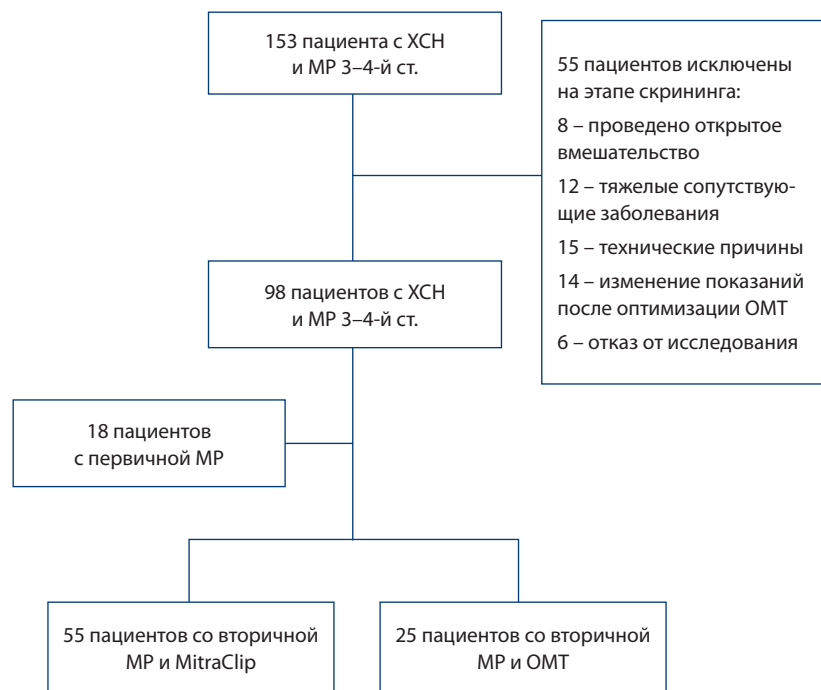 153 пациента с ХСН
и МР 3–4-й ст.
55 пациентов исключены
на этапе скрининга:
8 – проведено открытое
вмешательство
12 – тяжелые сопутствую-
щие заболевания
15 – технические причины
14 – изменение показаний
после оптимизации ОМТ
6 – отказ от исследования
98 пациентов с ХСН
и МР 3–4-й ст.
18 пациентов
с первичной МР
55 пациентов со вторичной
МР и MitraClip
25 пациентов со вторичной
МР и ОМТ